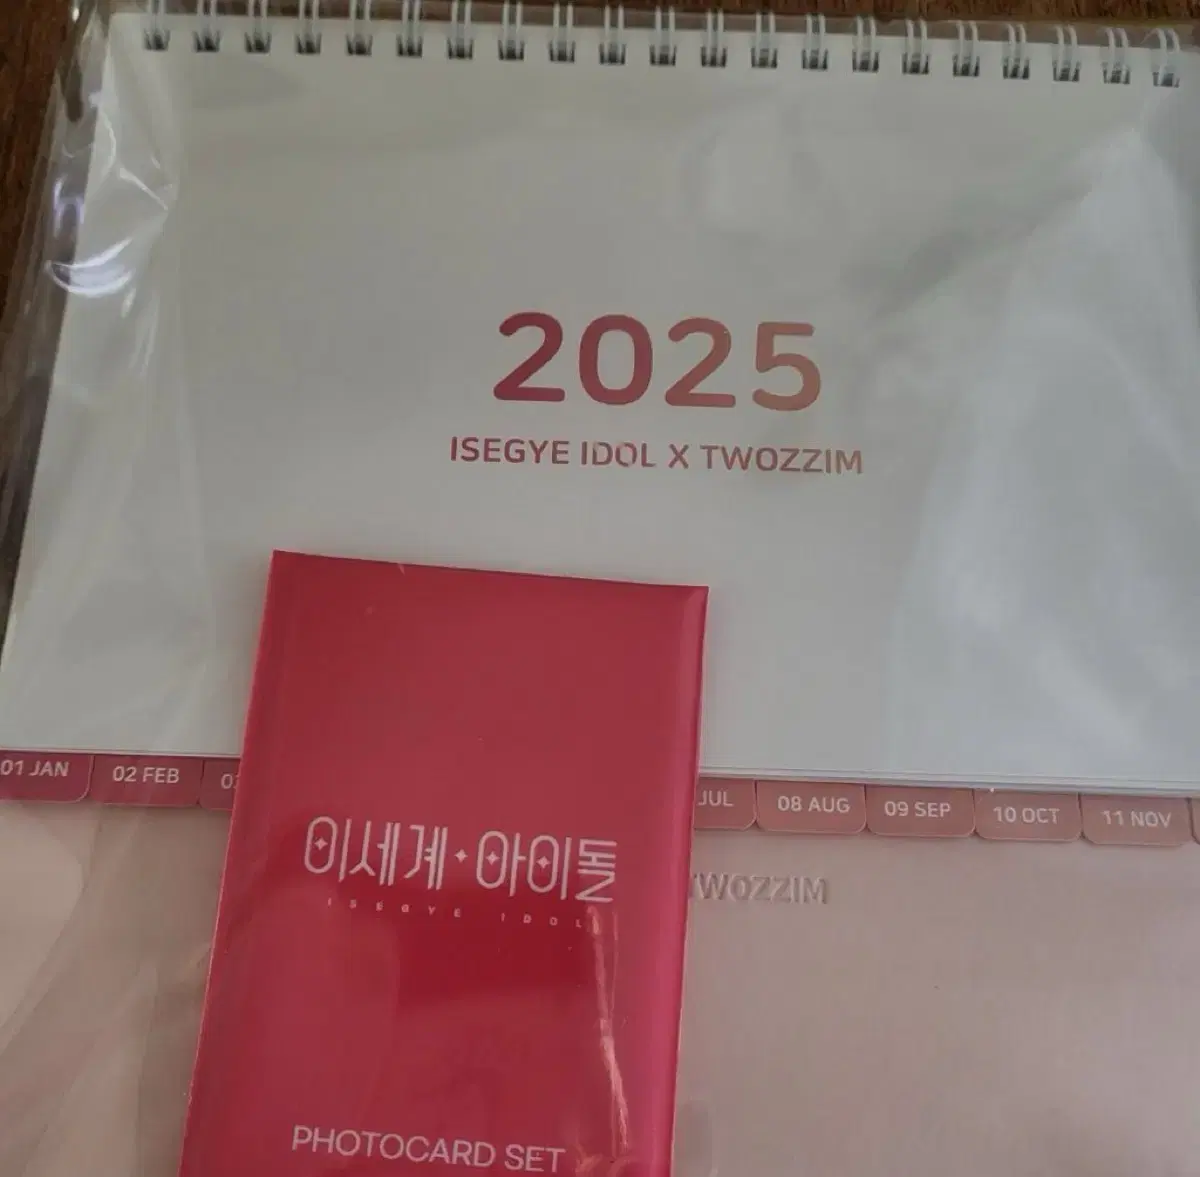 2025
ISEGYE IDOL X TWOZZIM
01 JAN
02 FEB
JUL
08 AUG
09 SEP
10 OCT
11 NOV
TWOZZIM
이세계 아이돌
ISEGYE IDOL
PHOTOCARD SET